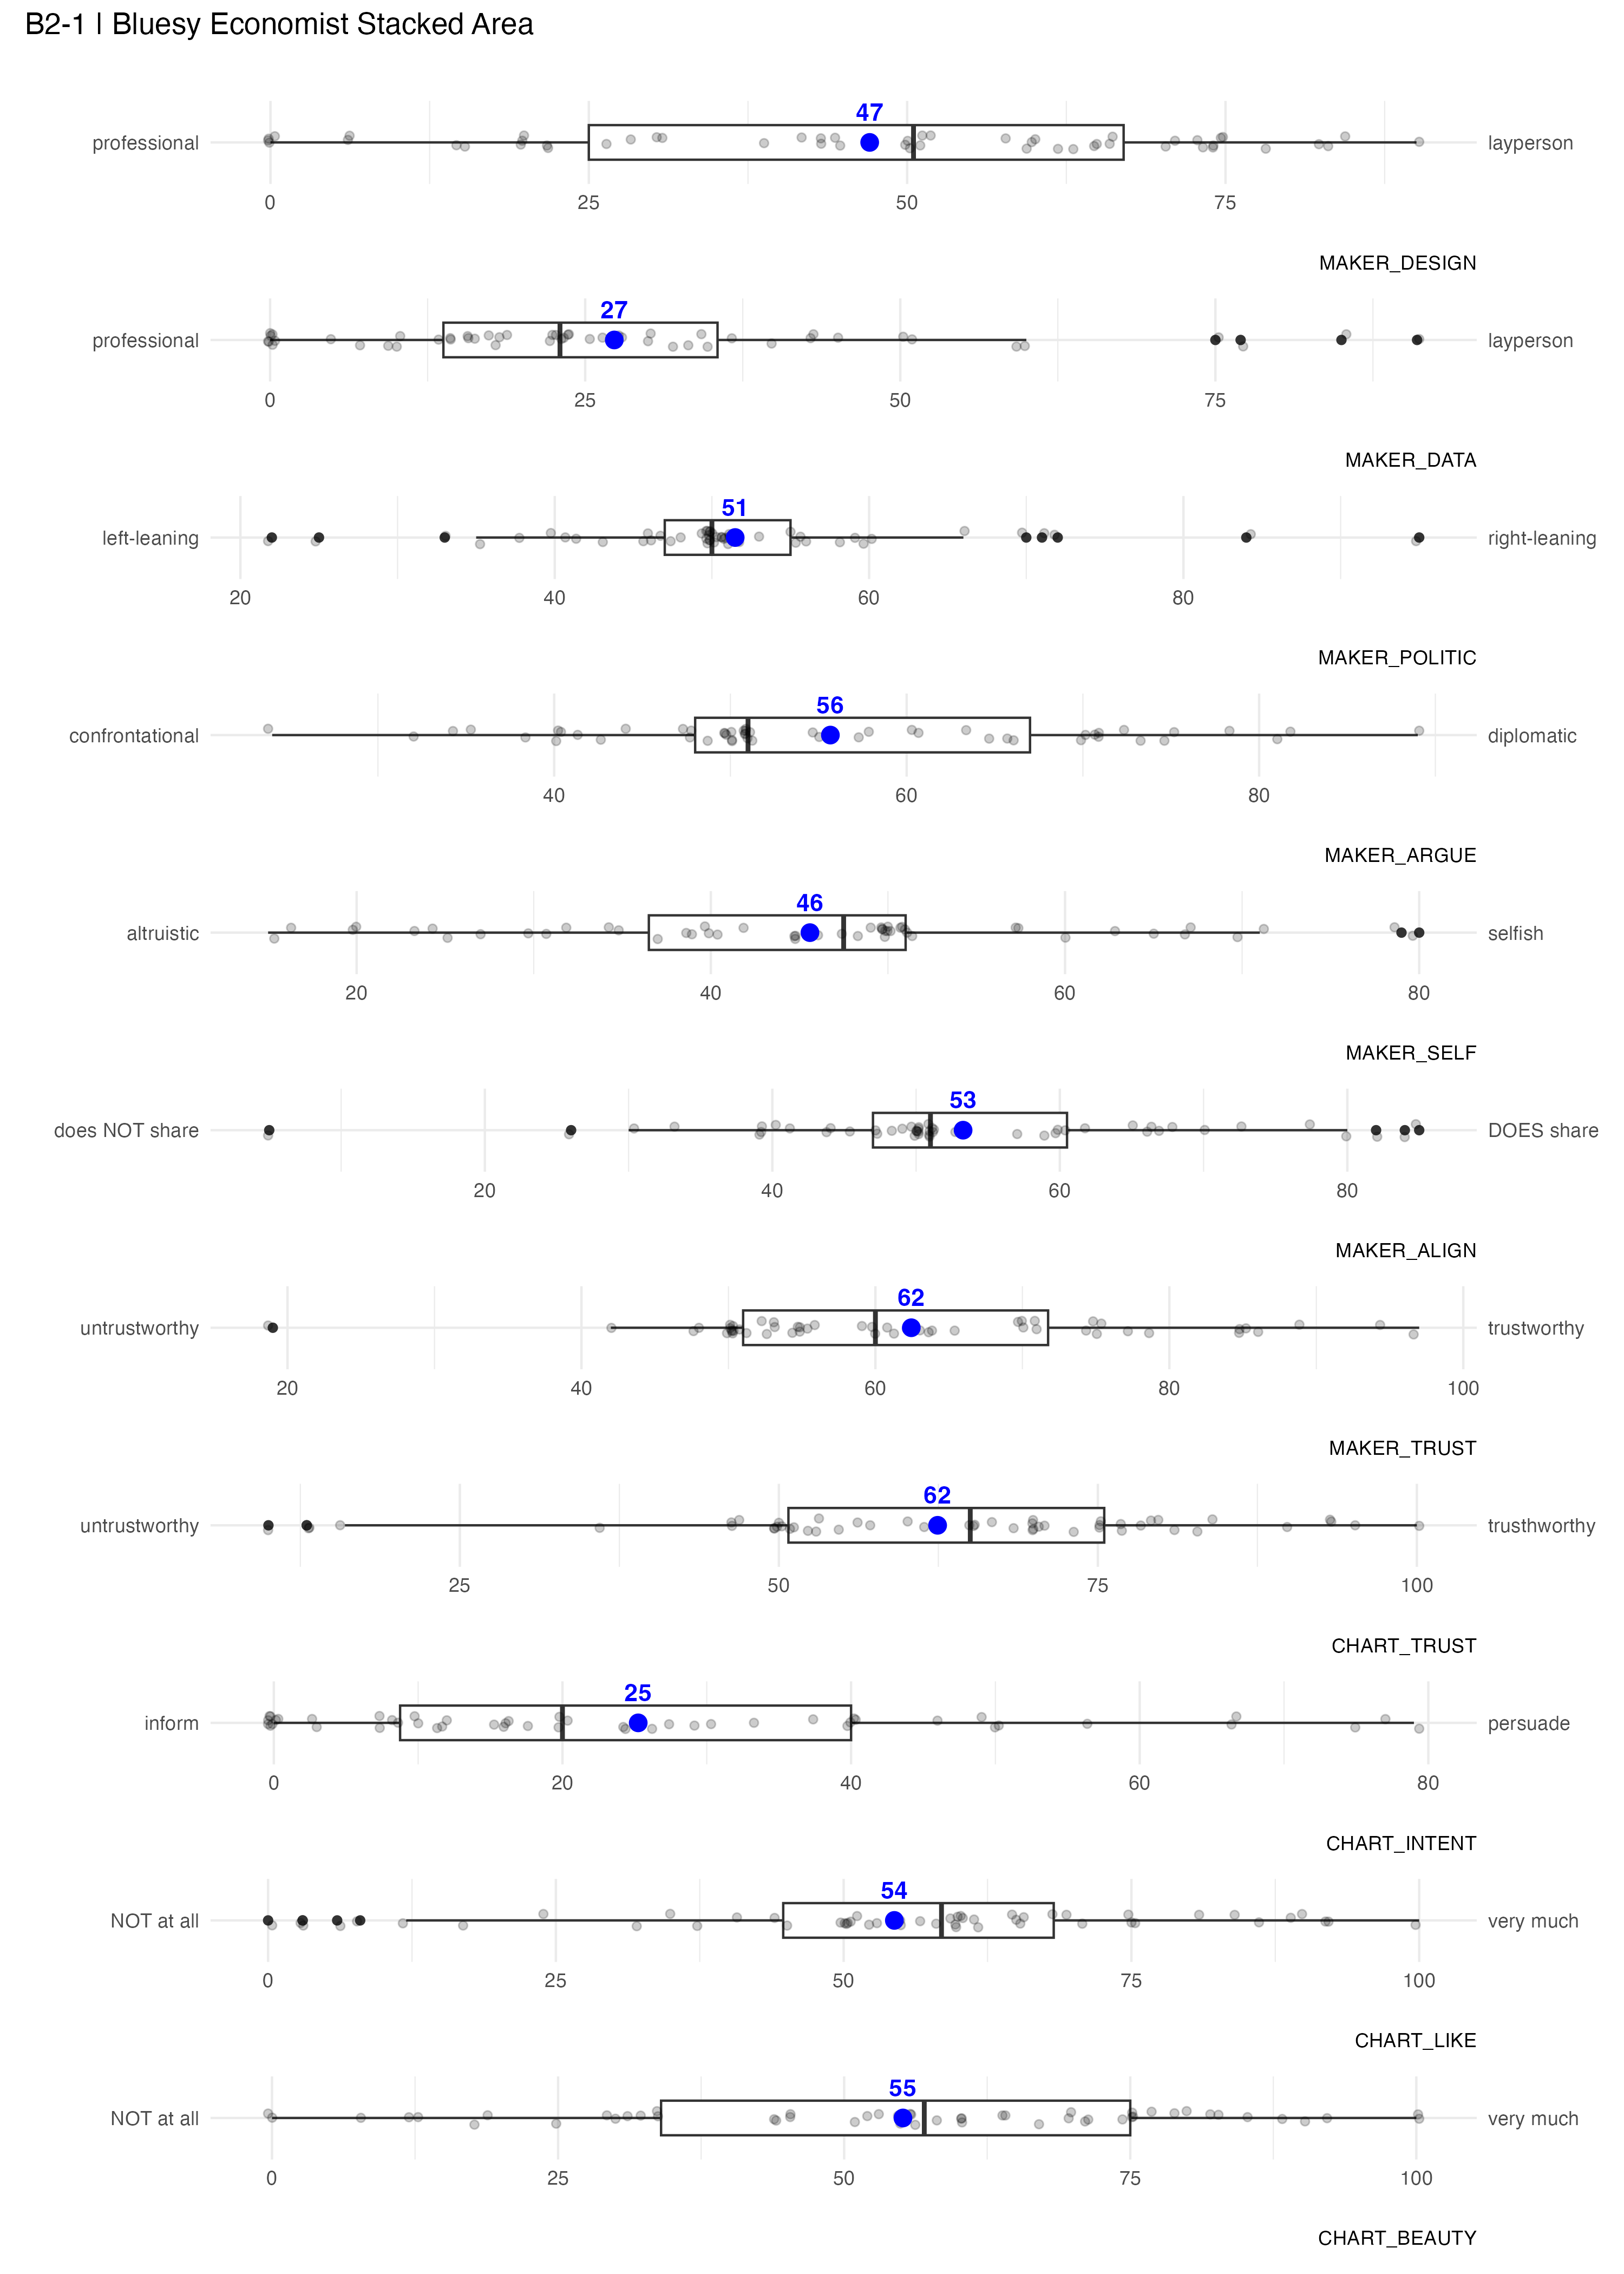 B2-1 | Bluesy Economist Stacked Area
47
professional layperson
0 25 50 75
MAKER_DESIGN
27
professional layperson
0 25 50 75
MAKER_DATA
51
left-leaning right-leaning
20 40 60 80
MAKER_POLITIC
56
confrontational diplomatic
40 60 80
MAKER_ARGUE
46
altruistic selfish
20 40 60 80
MAKER_SELF
53
does NOT share DOES share
20 40 60 80
MAKER_ALIGN
62
untrustworthy trustworthy
20 40 60 80 100
MAKER_TRUST
62
untrustworthy trusthworthy
25 50 75 100
CHART_TRUST
25
inform persuade
0 20 40 60 80
CHART_INTENT
54
NOT at all very much
0 25 50 75 100
CHART_LIKE
55
NOT at all very much
0 25 50 75 100
CHART_BEAUTY